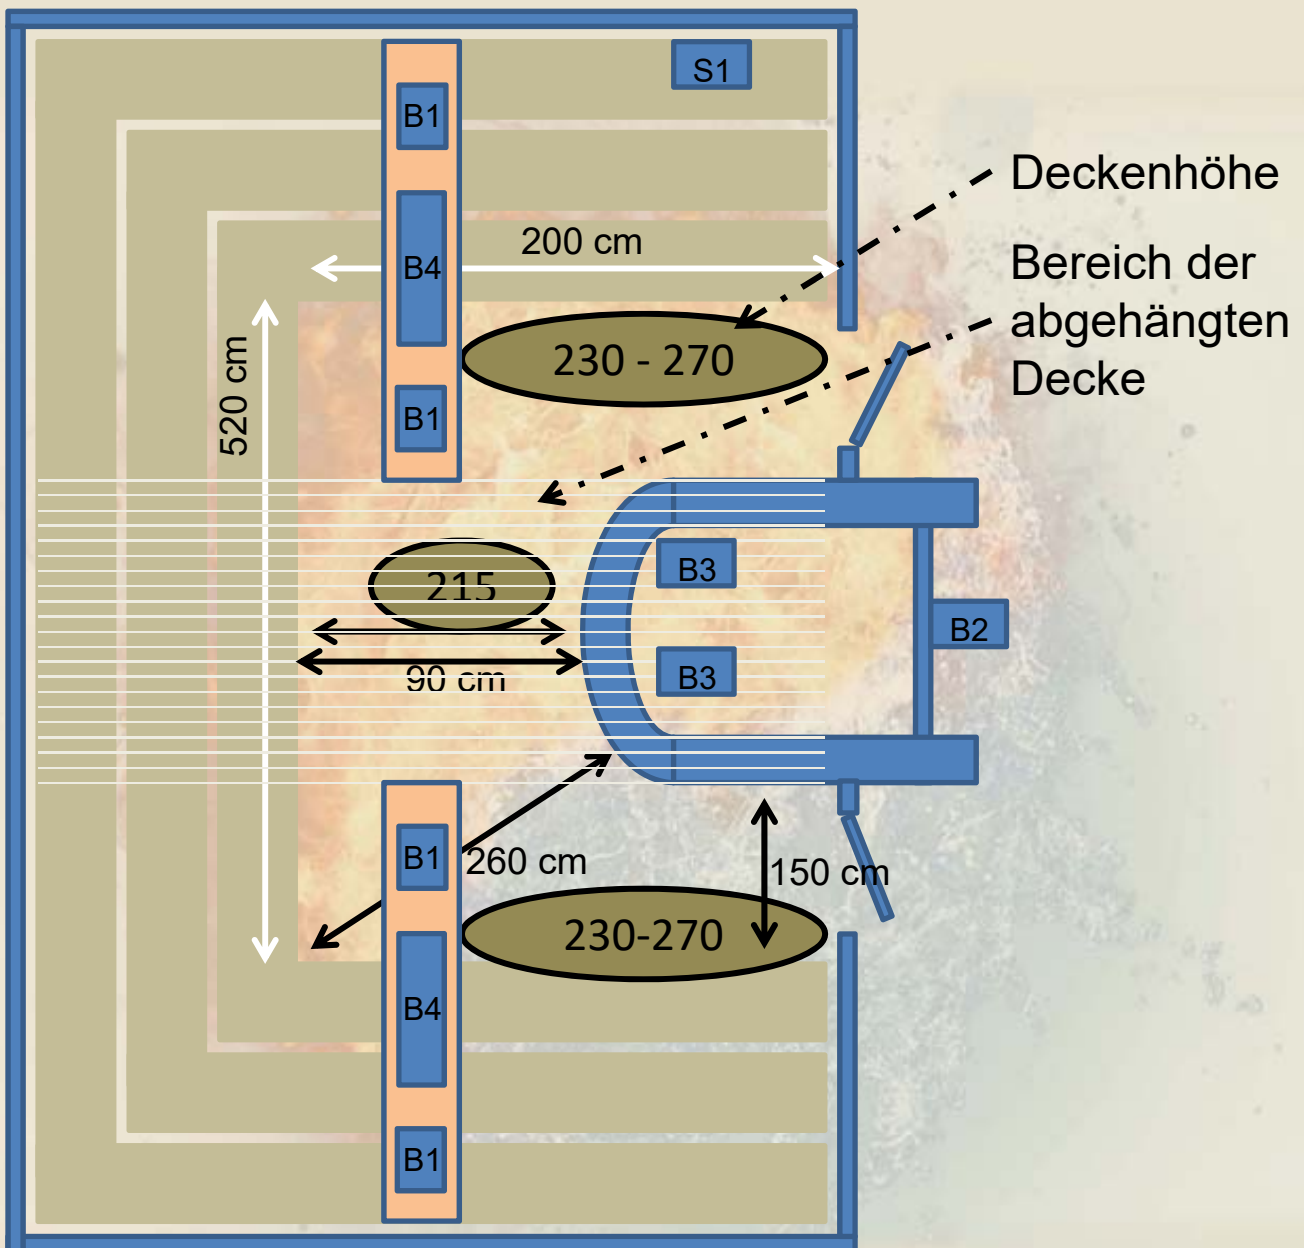 S1
B1
Deckenhöhe
200 cm
B4
Bereich der
abgehängten
Decke
230 - 270
520 cm
B1
B3
215
B2
90 cm
B3
B1
260 cm
150 cm
230-270
B4
B1